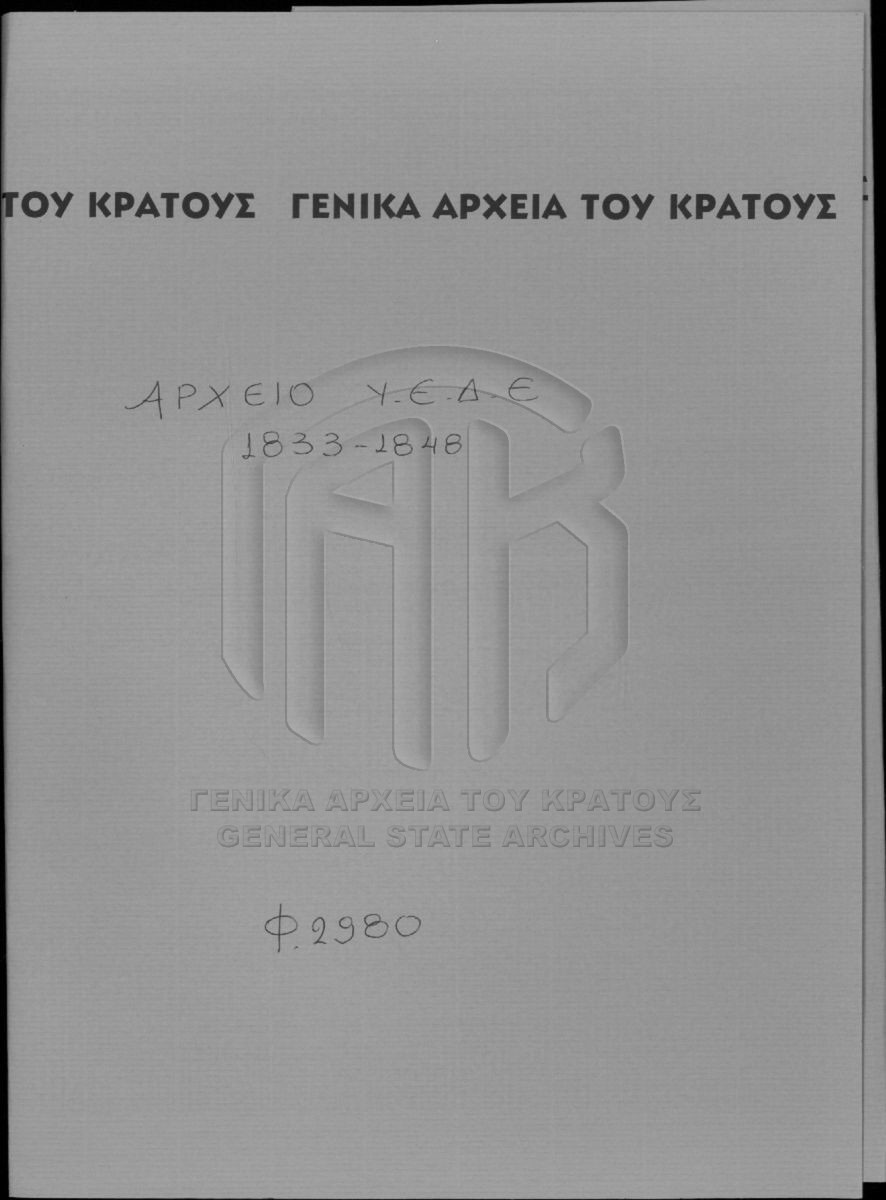 ΤΟΥ ΚΡΑΤΟΥΣ ΓΕΝΙΚΑ ΑΡΧΕΙΑ ΤΟΥ ΚΡΑΤΟΥΣ
ΑΡΧΕΙΟ Υ.Ε.Δ.Ε
1833-1848
ΓΕΝΙΚΑ ΑΡΧΕΙΑ ΤΟΥ ΚΡΑΤΟΥΣ
GENERAL STATE ARCHIVES
Φ.2980